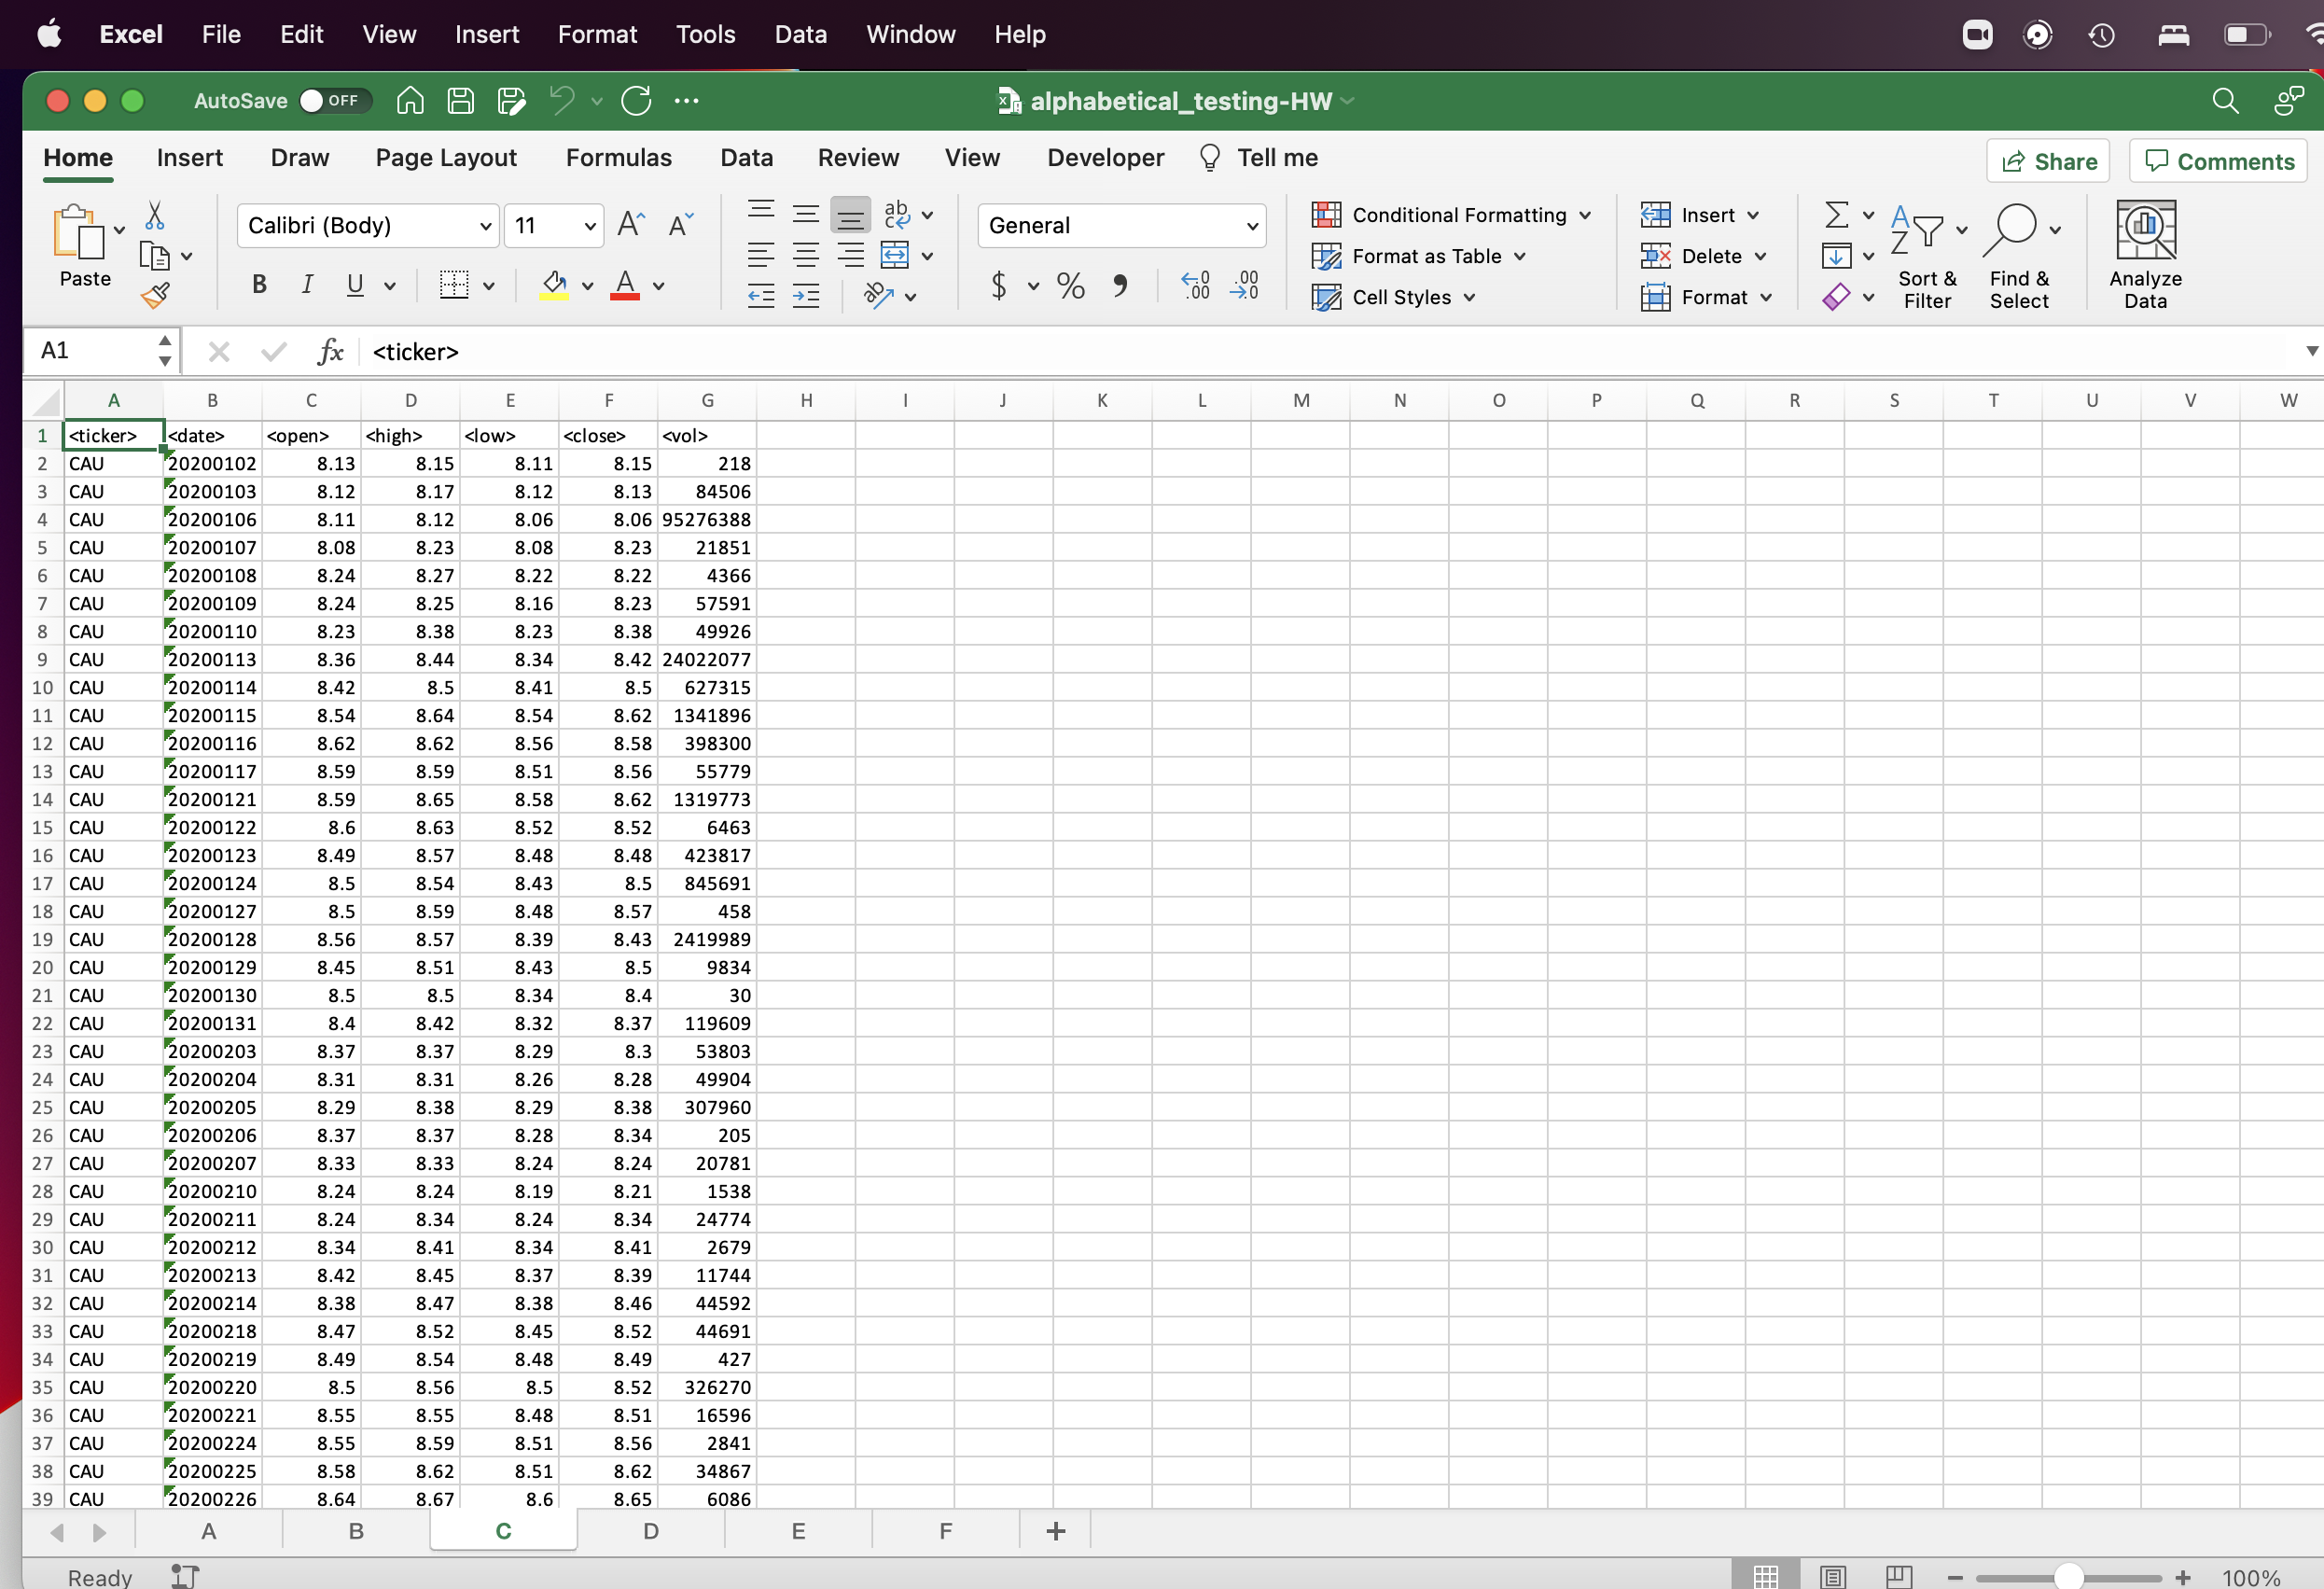 Excel File Edit View Insert Format Tools Data Window Help
AutoSave OFF alphabetical_testing-HW
Home Insert Draw Page Layout Formulas Data Review View Developer Tell me Share Comments
Paste
Calibri (Body) 11
B I U
General
$ %
Conditional Formatting
Format as Table
Cell Styles
Insert
Delete
Format
Sort & Filter
Find & Select
Analyze Data
A1 fx <ticker>
A B C D E F G H I J K L M N O P Q R S T U V W
1 <ticker> <date> <open> <high> <low> <close> <vol>
2 CAU 20200102 8.13 8.15 8.11 8.15 218
3 CAU 20200103 8.12 8.17 8.12 8.13 84506
4 CAU 20200106 8.11 8.12 8.06 8.06 95276388
5 CAU 20200107 8.08 8.23 8.08 8.23 21851
6 CAU 20200108 8.24 8.27 8.22 8.22 4366
7 CAU 20200109 8.24 8.25 8.16 8.23 57591
8 CAU 20200110 8.23 8.38 8.23 8.38 49926
9 CAU 20200113 8.36 8.44 8.34 8.42 24022077
10 CAU 20200114 8.42 8.5 8.41 8.5 627315
11 CAU 20200115 8.54 8.64 8.54 8.62 1341896
12 CAU 20200116 8.62 8.62 8.56 8.58 398300
13 CAU 20200117 8.59 8.59 8.51 8.56 55779
14 CAU 20200121 8.59 8.65 8.58 8.62 1319773
15 CAU 20200122 8.6 8.63 8.52 8.52 6463
16 CAU 20200123 8.49 8.57 8.48 8.48 423817
17 CAU 20200124 8.5 8.54 8.43 8.5 845691
18 CAU 20200127 8.5 8.59 8.48 8.57 458
19 CAU 20200128 8.56 8.57 8.39 8.43 2419989
20 CAU 20200129 8.45 8.51 8.43 8.5 9834
21 CAU 20200130 8.5 8.5 8.34 8.4 30
22 CAU 20200131 8.4 8.42 8.32 8.37 119609
23 CAU 20200203 8.37 8.37 8.29 8.3 53803
24 CAU 20200204 8.31 8.31 8.26 8.28 49904
25 CAU 20200205 8.29 8.38 8.29 8.38 307960
26 CAU 20200206 8.37 8.37 8.28 8.34 205
27 CAU 20200207 8.33 8.33 8.24 8.24 20781
28 CAU 20200210 8.24 8.24 8.19 8.21 1538
29 CAU 20200211 8.24 8.34 8.24 8.34 24774
30 CAU 20200212 8.34 8.41 8.34 8.41 2679
31 CAU 20200213 8.42 8.45 8.37 8.39 11744
32 CAU 20200214 8.38 8.47 8.38 8.46 44592
33 CAU 20200218 8.47 8.52 8.45 8.52 44691
34 CAU 20200219 8.49 8.54 8.48 8.49 427
35 CAU 20200220 8.5 8.56 8.5 8.52 326270
36 CAU 20200221 8.55 8.55 8.48 8.51 16596
37 CAU 20200224 8.55 8.59 8.51 8.56 2841
38 CAU 20200225 8.58 8.62 8.51 8.62 34867
39 CAU 20200226 8.64 8.67 8.6 8.65 6086
A B C D E F +
Ready 100%